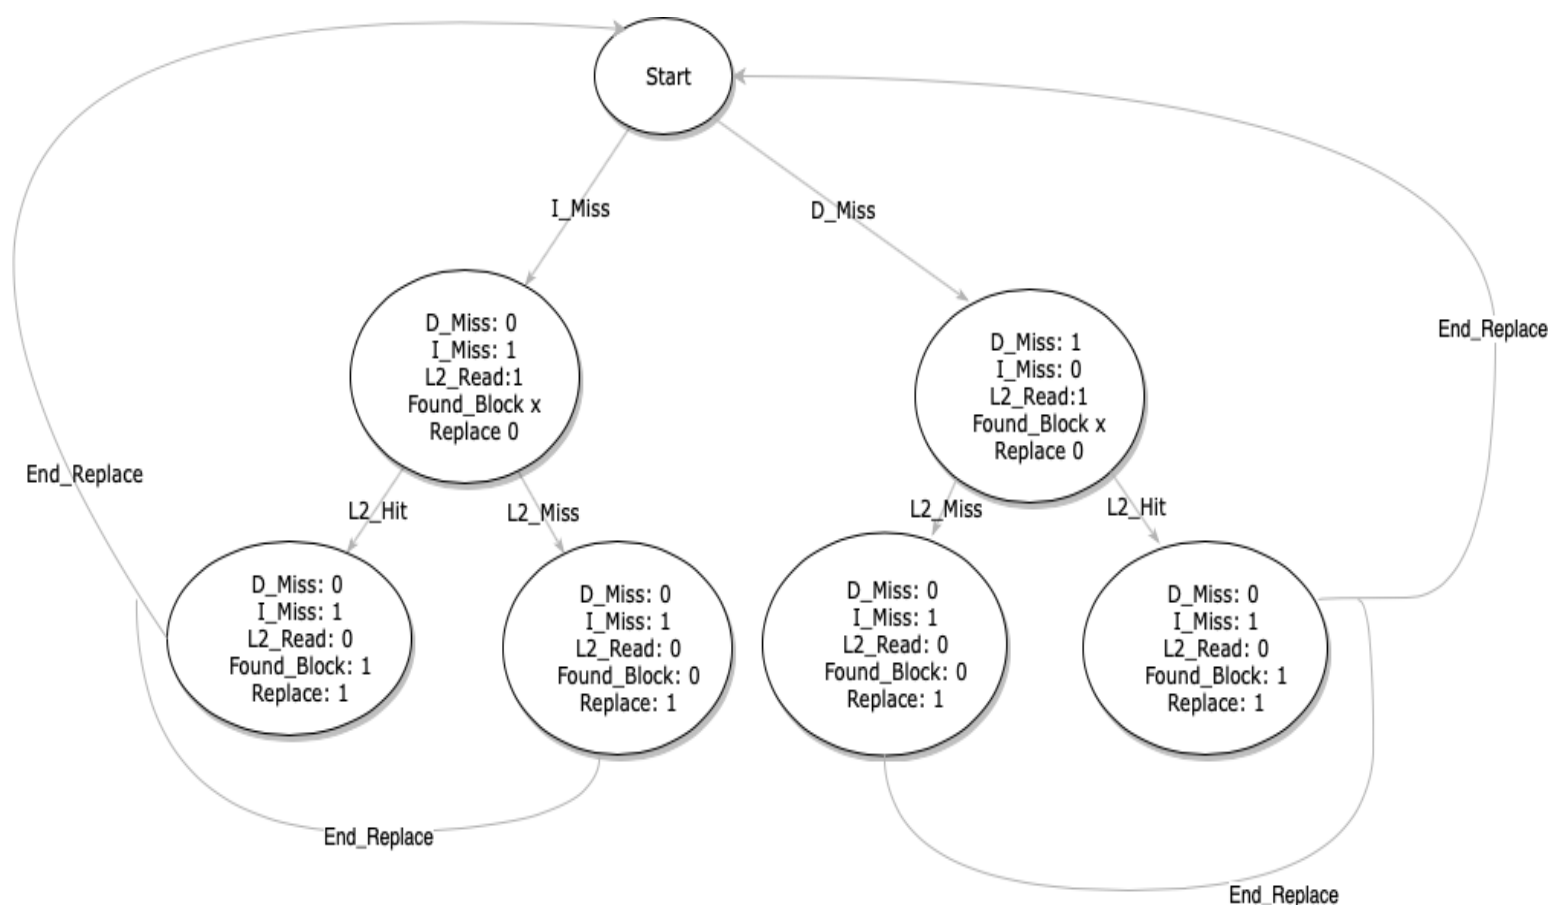 Start
I_Miss
D_Miss
D_Miss: 0
I_Miss: 1
L2_Read:1
Found_Block x
Replace 0
D_Miss: 1
I_Miss: 0
L2_Read:1
Found_Block x
Replace 0
End_Replace
End_Replace
L2_Hit
L2_Miss
L2_Miss
L2_Hit
D_Miss: 0
I_Miss: 1
L2_Read: 0
Found_Block: 1
Replace: 1
D_Miss: 0
I_Miss: 1
L2_Read: 0
Found_Block: 0
Replace: 1
D_Miss: 0
I_Miss: 1
L2_Read: 0
Found_Block: 0
Replace: 1
D_Miss: 0
I_Miss: 1
L2_Read: 0
Found_Block: 1
Replace: 1
End_Replace
End_Replace